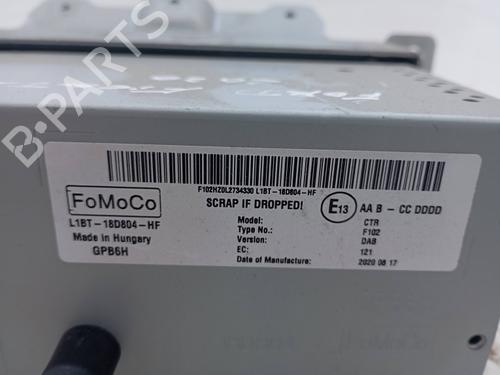 B-PARTS
F102HZ0L2734330 L1BT-18D804-HF
FoMoCo
SCRAP IF DROPPED!
E13
AA B - CC DDDD
L1BT-18D804-HF
Made in Hungary
GPB6H
Model: CTR
Type No.: F102
Version: DAB
EC: 121
Date of Manufacture: 2020 08 17